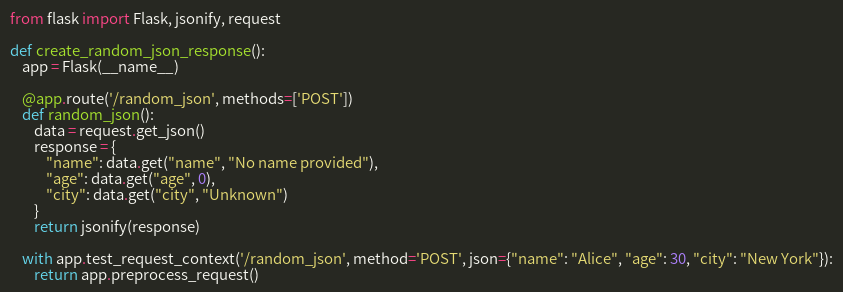 from flask import Flask, jsonify, request

def create_random_json_response():
    app = Flask(__name__)

    @app.route('/random_json', methods=['POST'])
    def random_json():
        data = request.get_json()
        response = {
            "name": data.get("name", "No name provided"),
            "age": data.get("age", 0),
            "city": data.get("city", "Unknown")
        }
        return jsonify(response)

    with app.test_request_context('/random_json', method='POST', json={"name": "Alice", "age": 30, "city": "New York"}):
        return app.preprocess_request()